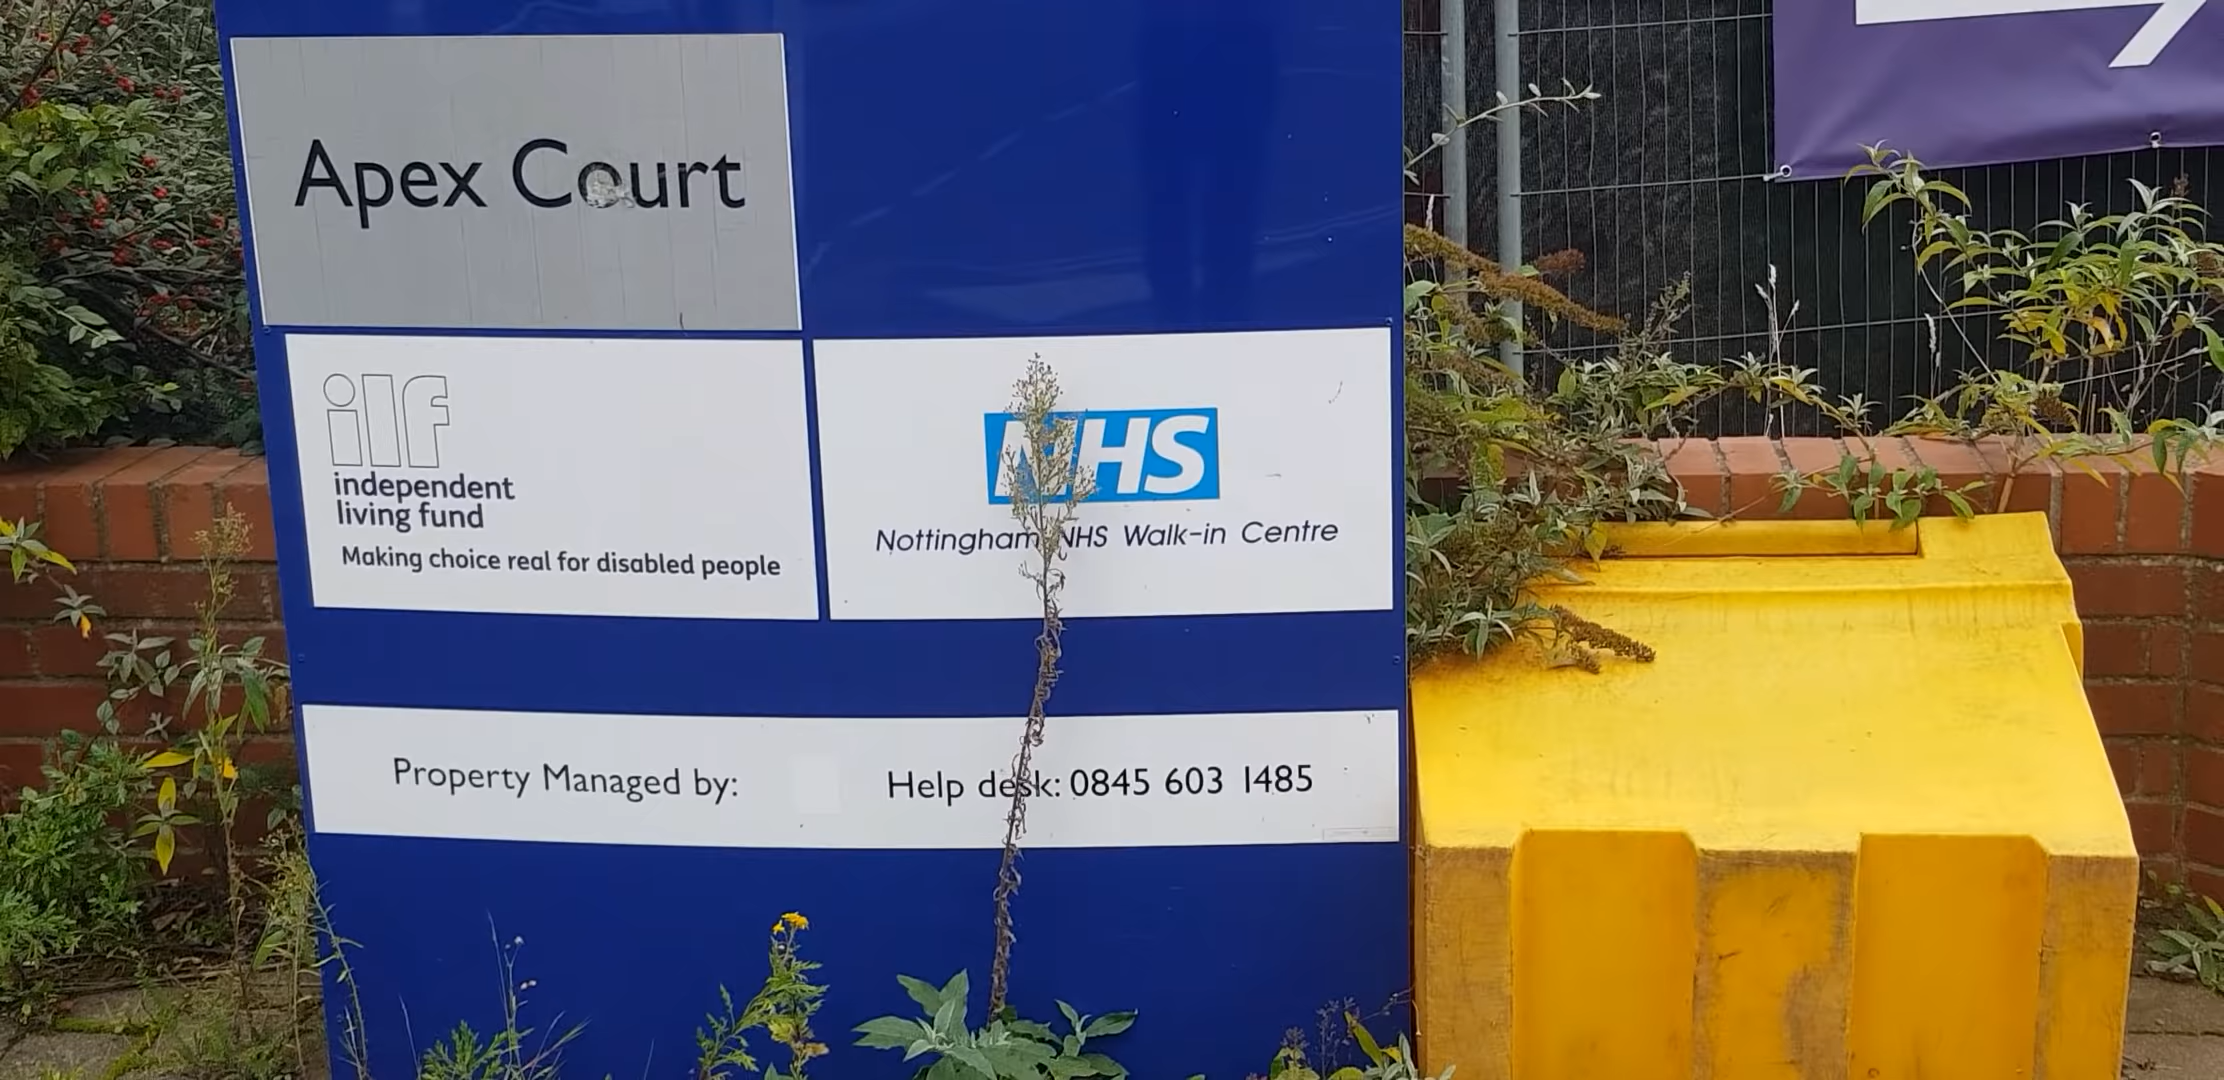 Apex Court
ilf
independent
living fund
Making choice real for disabled people
NHS
Nottingham NHS Walk-in Centre
Property Managed by:
Help desk: 0845 603 1485